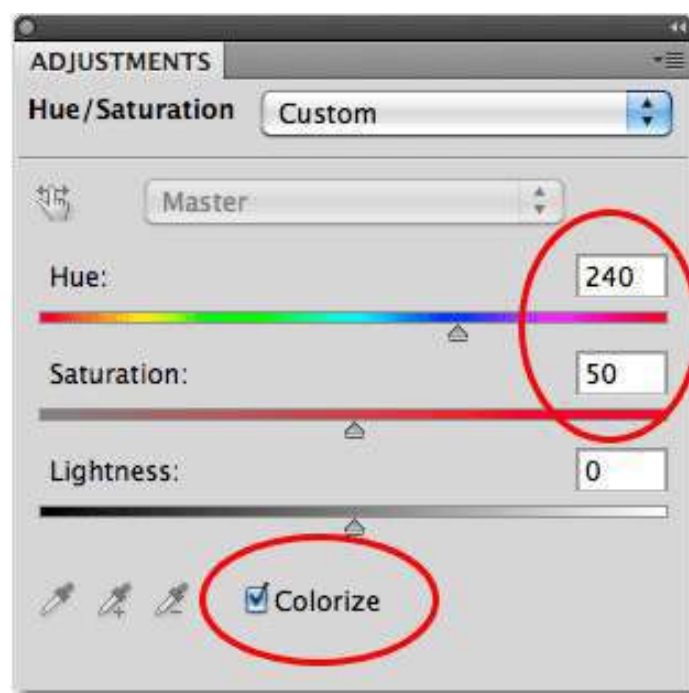 ADJUSTMENTS
Hue/Saturation Custom
Master
Hue: 240
Saturation: 50
Lightness: 0
Colorize